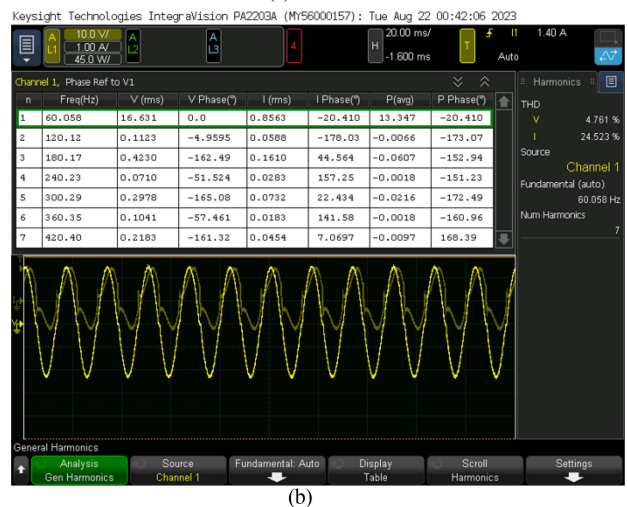 Keysight Technologies IntegraVision PA2203A (MY56000157): Tue Aug 22 00:42:06 2023
A L1 10.0 V/ 1.00 A/ 45.0 W/ A L2 A L3 4 H 20.00 ms/ -1.600 ms T I1 1.40 A Auto
Channel 1, Phase Ref to V1
n Freq(Hz) V (rms) V Phase(°) I (rms) I Phase(°) P(avg) P Phase(°)
1 60.058 16.631 0.0 0.8563 -20.410 13.347 -20.410
2 120.12 0.1123 -4.9595 0.0588 -178.03 -0.0066 -173.07
3 180.17 0.4230 -162.49 0.1610 44.564 -0.0607 -152.94
4 240.23 0.0710 -51.524 0.0283 157.25 -0.0018 -151.23
5 300.29 0.2978 -165.08 0.0732 22.434 -0.0216 -172.49
6 360.35 0.1041 -57.461 0.0183 141.58 -0.0018 -160.96
7 420.40 0.2183 -161.32 0.0454 7.0697 -0.0097 168.39
Harmonics
THD
V 4.761 %
I 24.523 %
Source
Channel 1
Fundamental (auto)
60.058 Hz
Num Harmonics
7
General Harmonics
Analysis Source Fundamental: Auto Display Scroll Settings
Gen Harmonics Channel 1 Table Harmonics
(b)